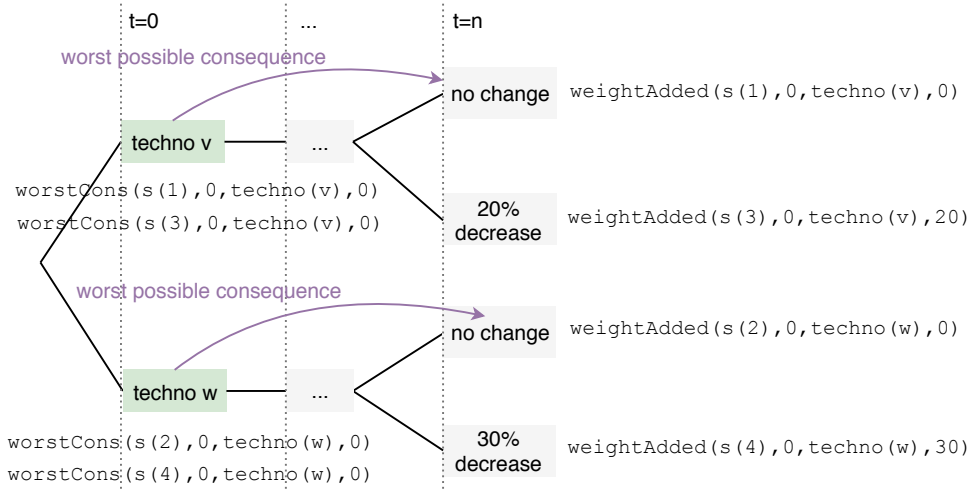 t=0
...
t=n
worst possible consequence
no change
weightAdded(s(1),0,techno(v),0)
techno v
...
worstCons(s(1),0,techno(v),0)
worstCons(s(3),0,techno(v),0)
20%
decrease
weightAdded(s(3),0,techno(v),20)
worst possible consequence
no change
weightAdded(s(2),0,techno(w),0)
techno w
...
worstCons(s(2),0,techno(w),0)
worstCons(s(4),0,techno(w),0)
30%
decrease
weightAdded(s(4),0,techno(w),30)